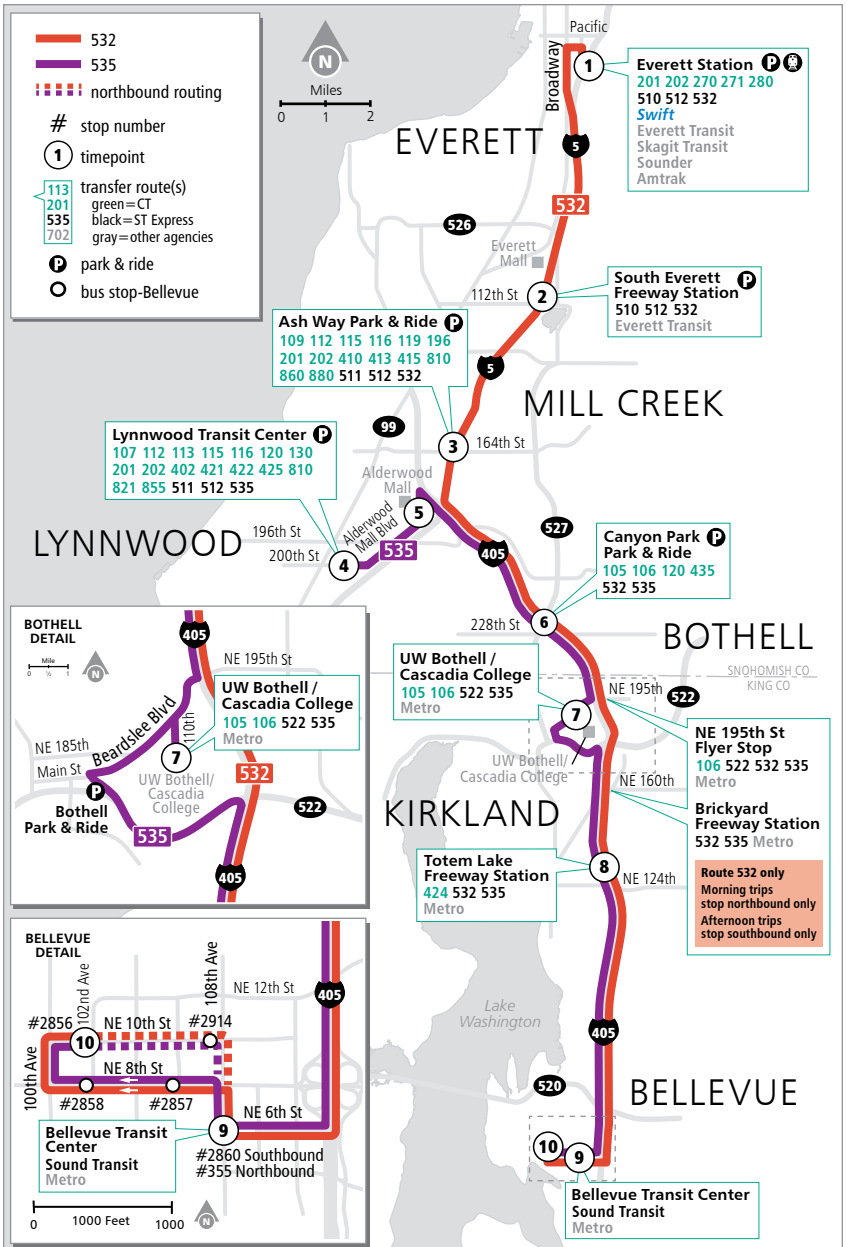 532
535
northbound routing
# stop number
1 timepoint
113
201
535
702
transfer route(s)
green=CT
black=ST Express
gray=other agencies
P park & ride
bus stop-Bellevue
N
Miles
0 1 2
Pacific
Broadway
1
Everett Station P
201 202 270 271 280
510 512 532
Swift
Everett Transit
Skagit Transit
Sounder
Amtrak
EVERETT
5
532
526
Everett
Mall
112th St
2
South Everett
Freeway Station P
510 512 532
Everett Transit
Ash Way Park & Ride P
109 112 115 116 119 196
201 202 410 413 415 810
860 880 511 512 532
5
MILL CREEK
99
3
164th St
Lynnwood Transit Center P
107 112 113 115 116 120 130
201 202 402 421 422 425 810
821 855 511 512 535
Alderwood
Mall
5
Alderwood
Mall Blvd
LYNNWOOD
196th St
200th St
4
535
405
527
Canyon Park
Park & Ride P
105 106 120 435
532 535
6
228th St
BOTHELL
SNOHOMISH CO
KING CO
UW Bothell /
Cascadia College
105 106 522 535
Metro
NE 195th
522
7
UW Bothell/
Cascadia College
NE 195th St
Flyer Stop
106 522 532 535
Metro
NE 160th
Brickyard
Freeway Station
532 535 Metro
Route 532 only
Morning trips
stop northbound only
Afternoon trips
stop southbound only
KIRKLAND
Totem Lake
Freeway Station
424 532 535
Metro
8
NE 124th
Lake
Washington
405
520
BELLEVUE
10
9
Bellevue Transit Center
Sound Transit
Metro
BOTHELL
DETAIL
Mile
0 ½ 1
N
405
NE 195th St
UW Bothell /
Cascadia College
105 106 522 535
Metro
Beardslee Blvd
110th
NE 185th
Main St
7
UW Bothell/
Cascadia
College
532
P
Bothell
Park & Ride
522
535
405
BELLEVUE
DETAIL
102nd Ave
108th Ave
NE 12th St
405
#2856
NE 10th St
#2914
10
100th Ave
NE 8th St
#2858
#2857
NE 6th St
9
Bellevue Transit
Center
Sound Transit
Metro
#2860 Southbound
#355 Northbound
0 1000 Feet 1000
N